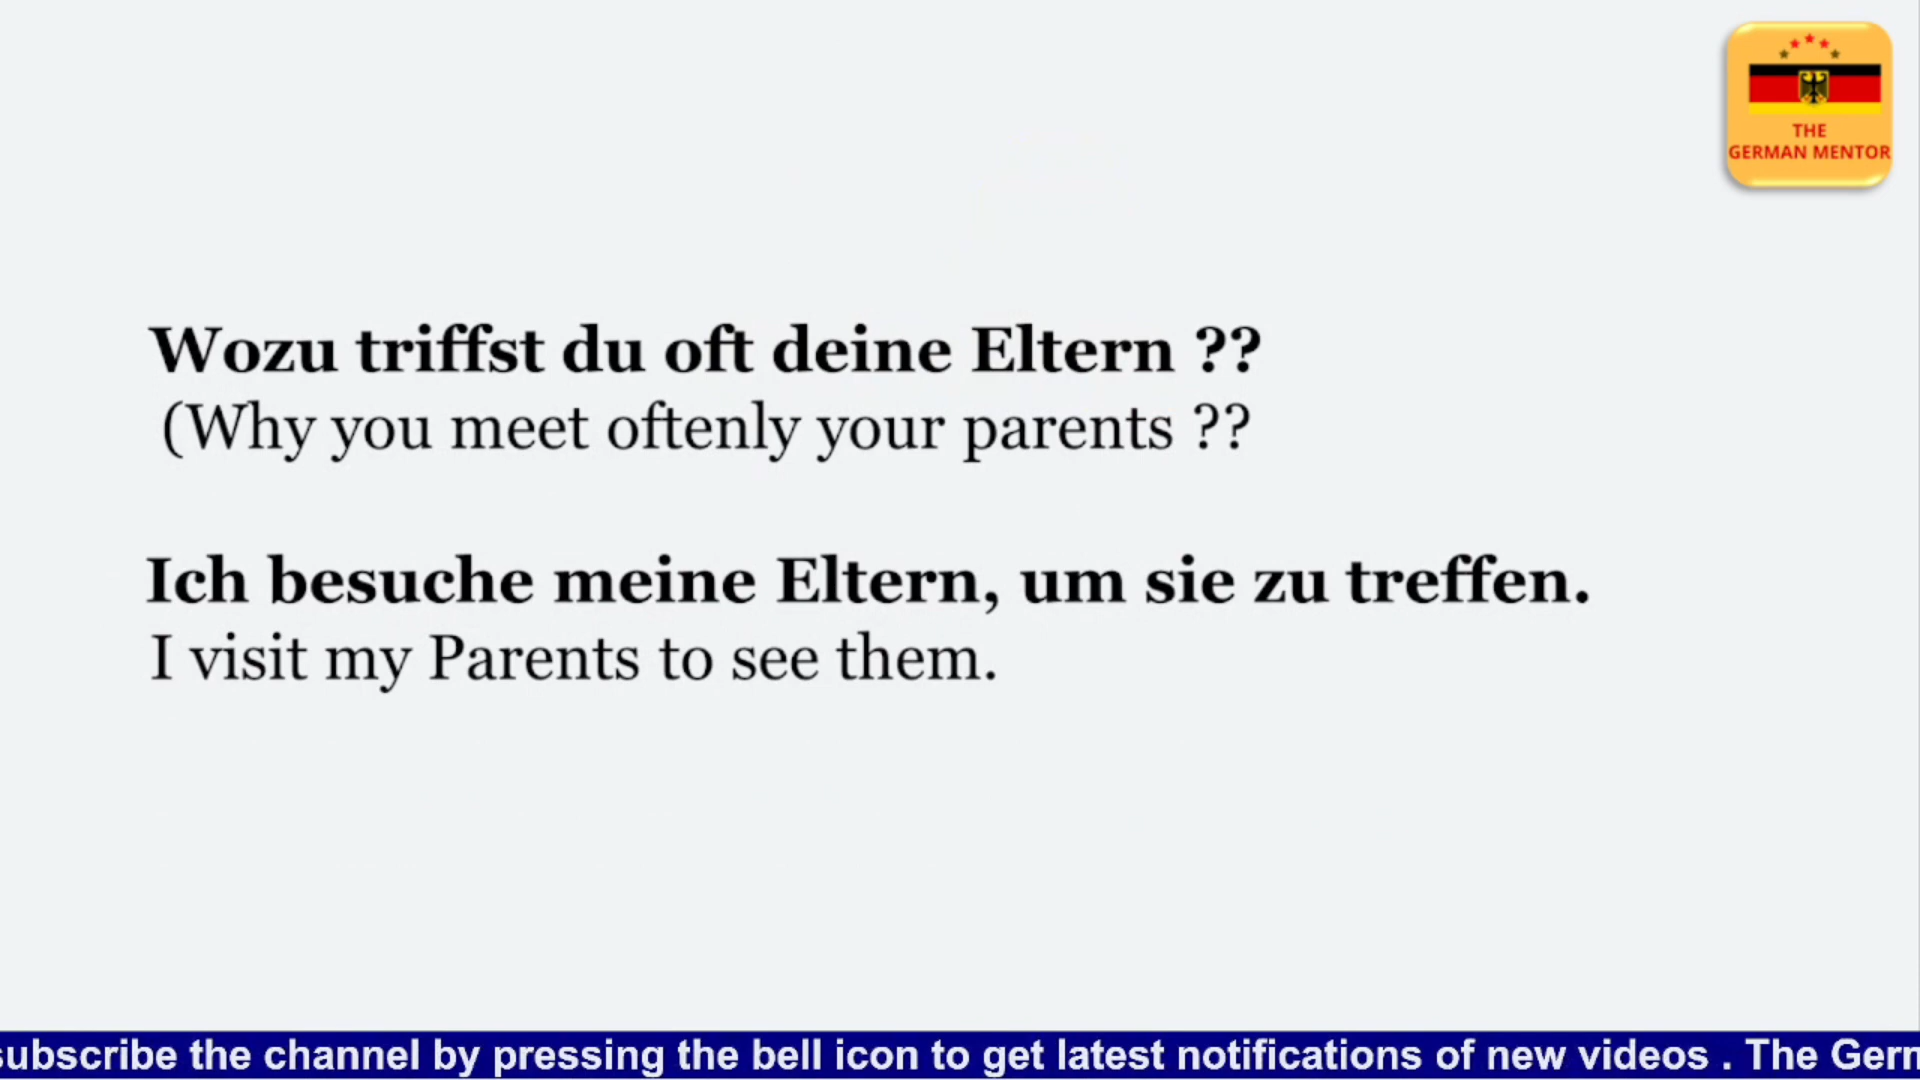 THE
GERMAN MENTOR
Wozu triffst du oft deine Eltern ??
(Why you meet oftenly your parents ??
Ich besuche meine Eltern, um sie zu treffen.
I visit my Parents to see them.
subscribe the channel by pressing the bell icon to get latest notifications of new videos . The Germ